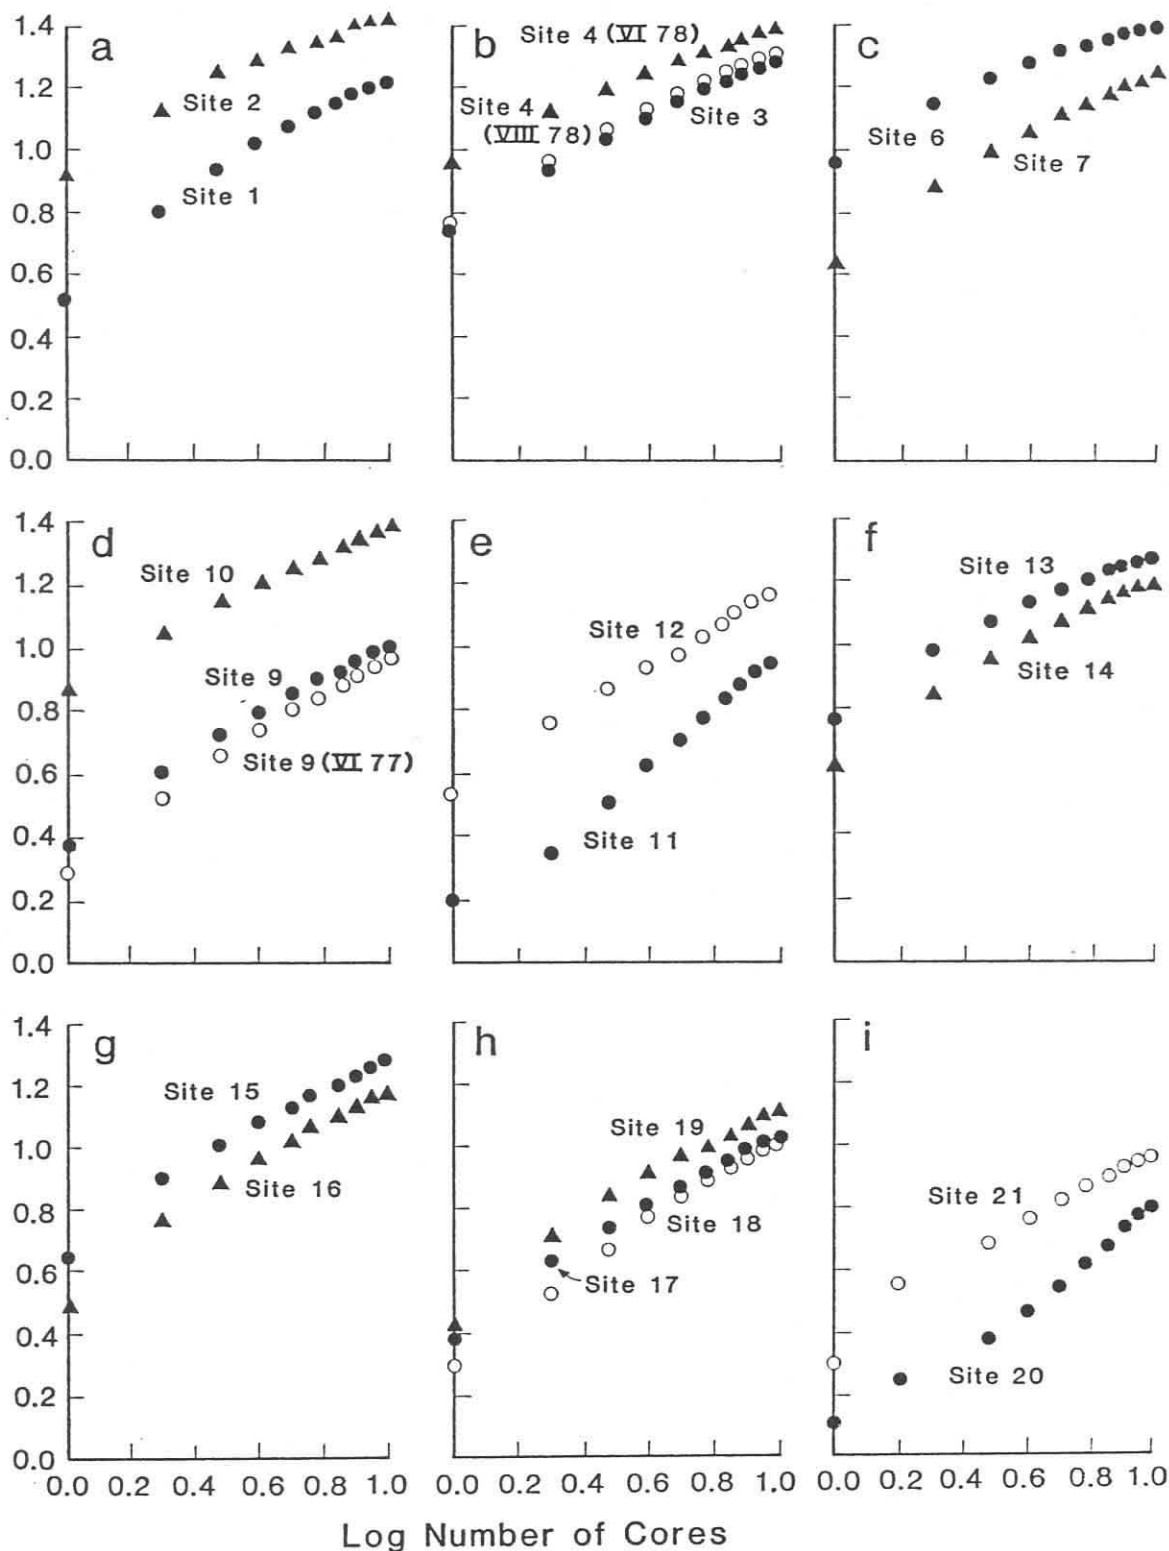 1.4
1.2
1.0
0.8
0.6
0.4
0.2
0.0
a
Site 2
Site 1
b
Site 4 (VI 78)
Site 4
(VIII 78)
Site 3
c
Site 6
Site 7
1.4
1.2
1.0
0.8
0.6
0.4
0.2
0.0
d
Site 10
Site 9
Site 9 (VI 77)
e
Site 12
Site 11
f
Site 13
Site 14
1.4
1.2
1.0
0.8
0.6
0.4
0.2
0.0
g
Site 15
Site 16
h
Site 19
Site 18
Site 17
i
Site 21
Site 20
0.0 0.2 0.4 0.6 0.8 1.0
0.0 0.2 0.4 0.6 0.8 1.0
0.0 0.2 0.4 0.6 0.8 1.0
Log Number of Cores